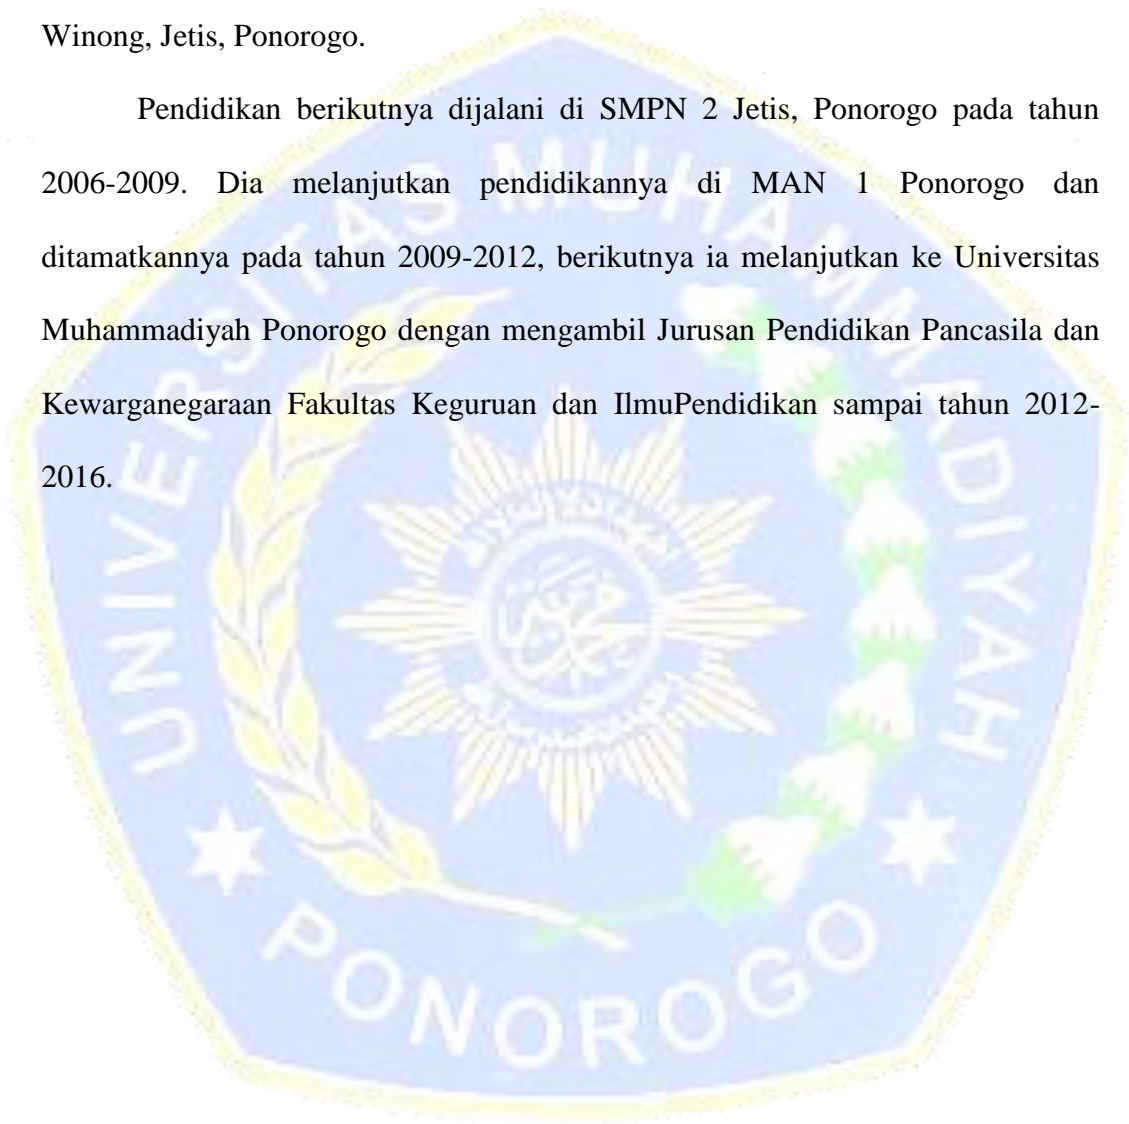 Winong, Jetis, Ponorogo.
Pendidikan berikutnya dijalani di SMPN 2 Jetis, Ponorogo pada tahun
2006-2009. Dia melanjutkan pendidikannya di MAN 1 Ponorogo dan
ditamatkannya pada tahun 2009-2012, berikutnya ia melanjutkan ke Universitas
Muhammadiyah Ponorogo dengan mengambil Jurusan Pendidikan Pancasila dan
Kewarganegaraan Fakultas Keguruan dan IlmuPendidikan sampai tahun 2012-
2016.
UNIVERSITAS MUHAMMADIYAH
PONOROGO